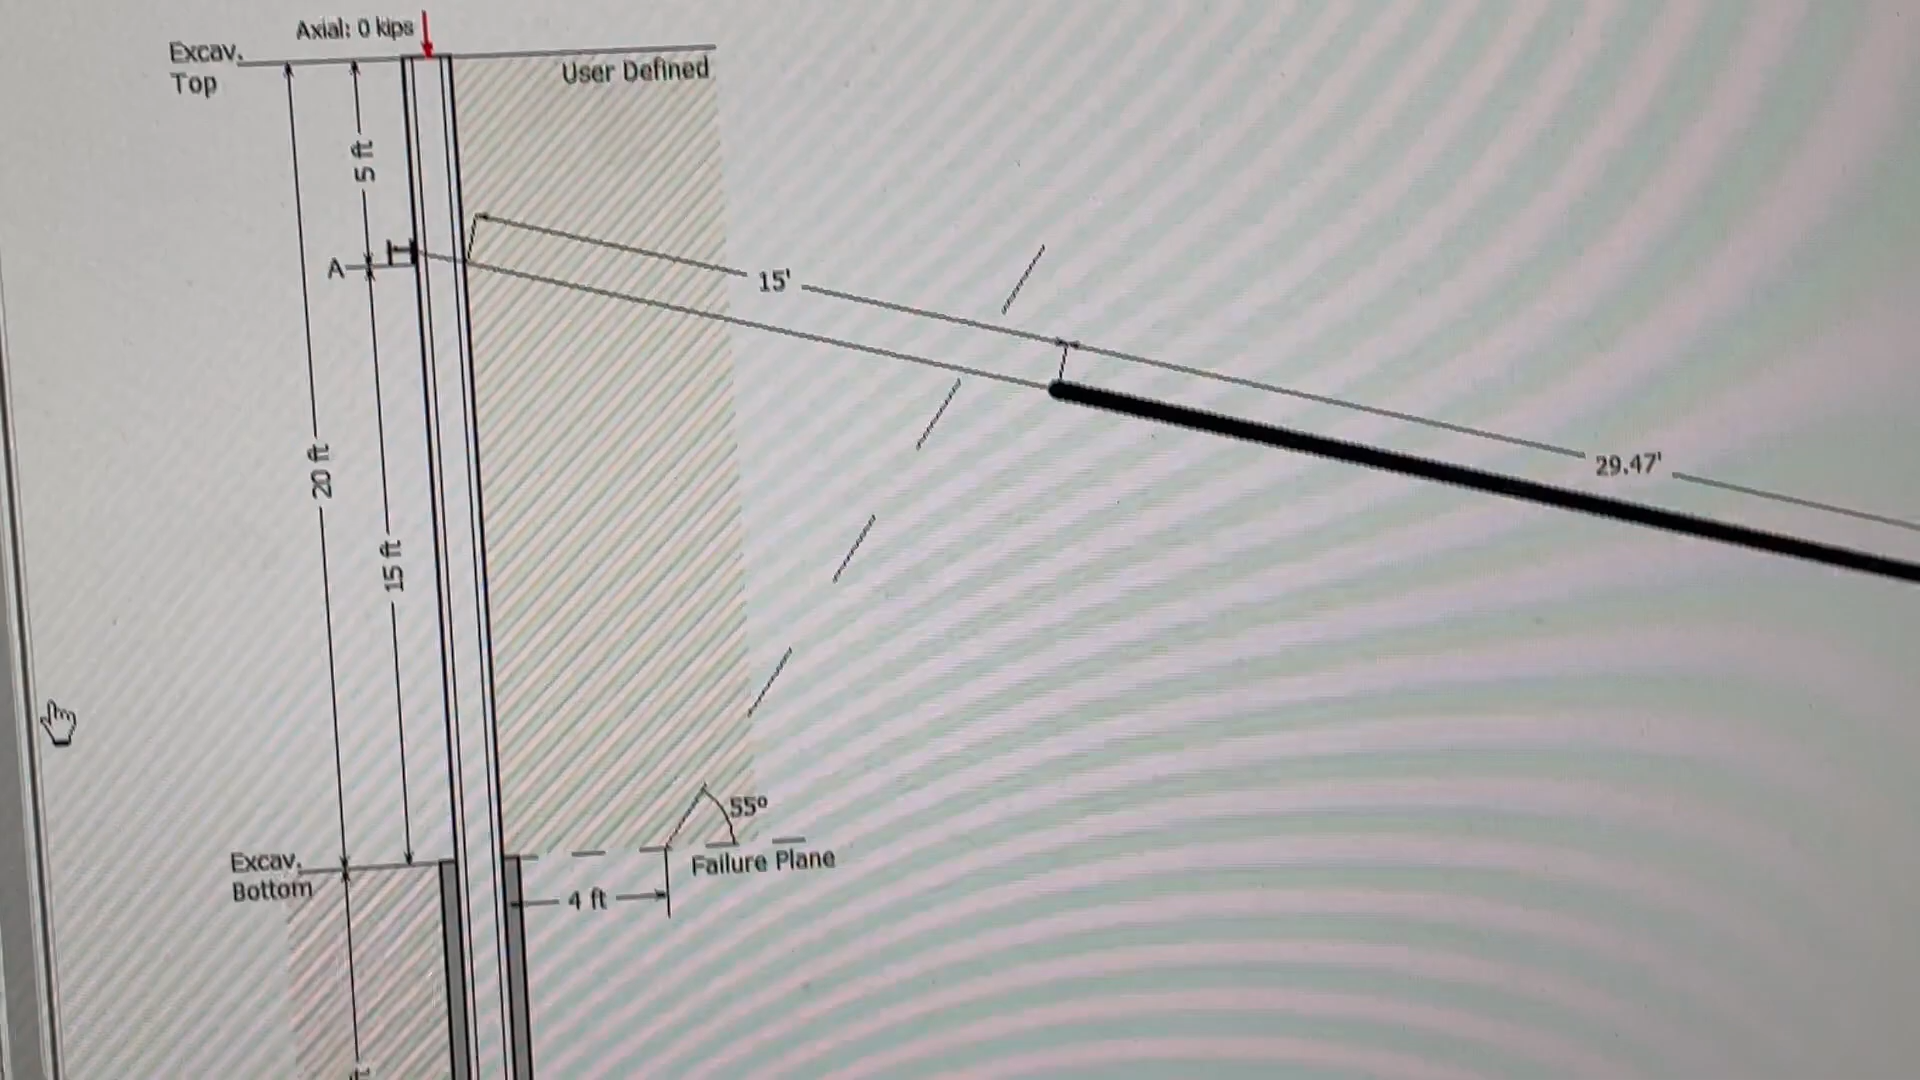 Axial: 0 kips
Excav.
Top
User Defined
5 ft
A
15'
20 ft
15 ft
29.47'
55º
Excav.
Bottom
Failure Plane
4 ft